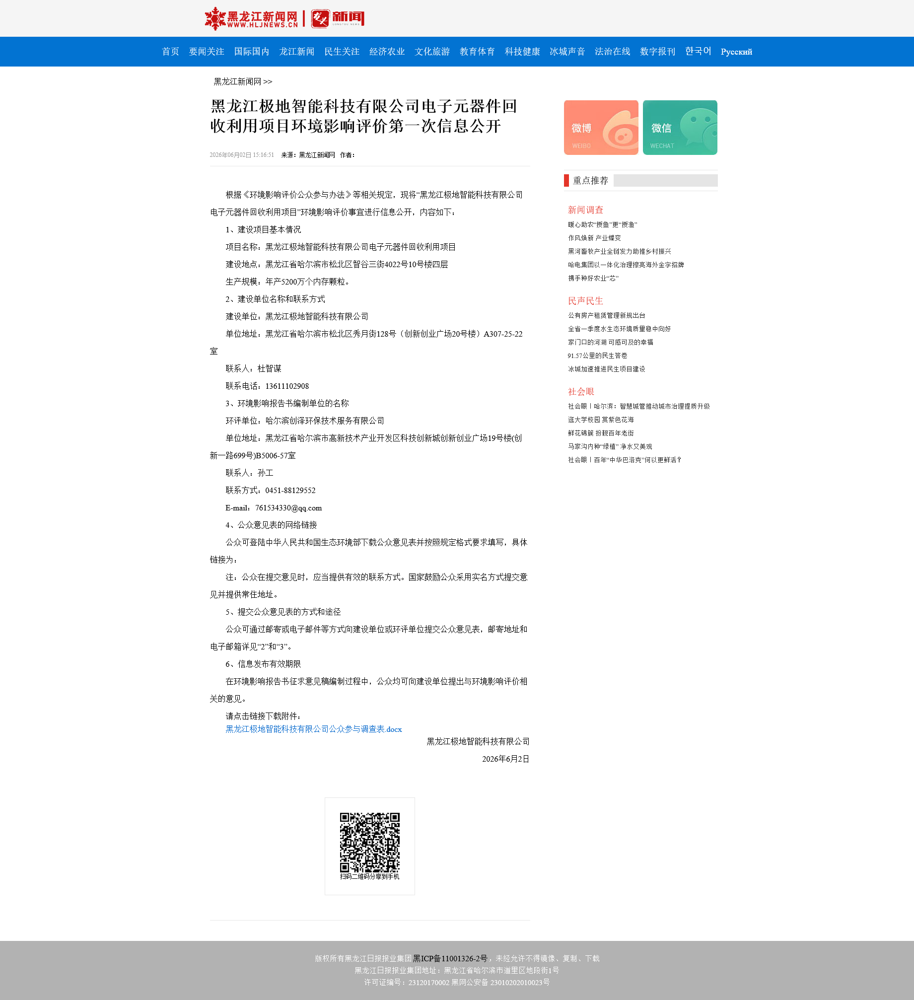 黑龙江新闻网
WWW.HLJNEWS.CN
龙头新闻
LONGTOU NEWS
首页 要闻关注 国际国内 龙江新闻 民生关注 经济农业 文化旅游 教育体育 科技健康 冰城声音 法治在线 数字报刊 한국어 Русский
黑龙江新闻网 >>
黑龙江极地智能科技有限公司电子元器件回
收利用项目环境影响评价第一次信息公开
2026年06月02日 15:16:51 来源：黑龙江新闻网 作者：
根据《环境影响评价公众参与办法》等相关规定，现将“黑龙江极地智能科技有限公司
电子元器件回收利用项目”环境影响评价事宜进行信息公开，内容如下：
1、建设项目基本情况
项目名称：黑龙江极地智能科技有限公司电子元器件回收利用项目
建设地点：黑龙江省哈尔滨市松北区智谷三街4022号10号楼四层
生产规模：年产5200万个内存颗粒。
2、建设单位名称和联系方式
建设单位：黑龙江极地智能科技有限公司
单位地址：黑龙江省哈尔滨市松北区秀月街128号（创新创业广场20号楼）A307-25-22
室
联系人：杜智谋
联系电话：13611102908
3、环境影响报告书编制单位的名称
环评单位：哈尔滨创泽环保技术服务有限公司
单位地址：黑龙江省哈尔滨市高新技术产业开发区科技创新城创新创业广场19号楼(创
新一路699号)B5006-57室
联系人：孙工
联系方式：0451-88129552
E-mail：761534330@qq.com
4、公众意见表的网络链接
公众可登陆中华人民共和国生态环境部下载公众意见表并按照规定格式要求填写，具体
链接为：
注：公众在提交意见时，应当提供有效的联系方式。国家鼓励公众采用实名方式提交意
见并提供常住地址。
5、提交公众意见表的方式和途径
公众可通过邮寄或电子邮件等方式向建设单位或环评单位提交公众意见表，邮寄地址和
电子邮箱详见“2”和“3”。
6、信息发布有效期限
在环境影响报告书征求意见稿编制过程中，公众均可向建设单位提出与环境影响评价相
关的意见。
请点击链接下载附件：
黑龙江极地智能科技有限公司公众参与调查表.docx
黑龙江极地智能科技有限公司
2026年6月2日
扫码二维码分享到手机
微博
WEIBO
微信
WECHAT
重点推荐
新闻调查
暖心助农“授鱼”更“授渔”
作风焕新 产业蝶变
黑河畜牧产业全链发力助推乡村振兴
哈电集团以一体化治理擦亮海外金字招牌
携手种好农业“芯”
民声民生
公有房产租赁管理新规出台
全省一季度水生态环境质量稳中向好
家门口的河湖 可感可及的幸福
91.57公里的民生答卷
冰城加速推进民生项目建设
社会眼
社会眼丨哈尔滨：智慧城管推动城市治理提质升级
逛大学校园 赏紫色花海
鲜花锦簇 扮靓百年老街
马家沟内种“绿植” 净水又美观
社会眼丨百年“中华巴洛克”何以更鲜活？
版权所有黑龙江日报报业集团 黑ICP备11001326-2号，未经允许不得镜像、复制、下载
黑龙江日报报业集团地址：黑龙江省哈尔滨市道里区地段街1号
许可证编号：23120170002 黑网公安备 23010202010023号